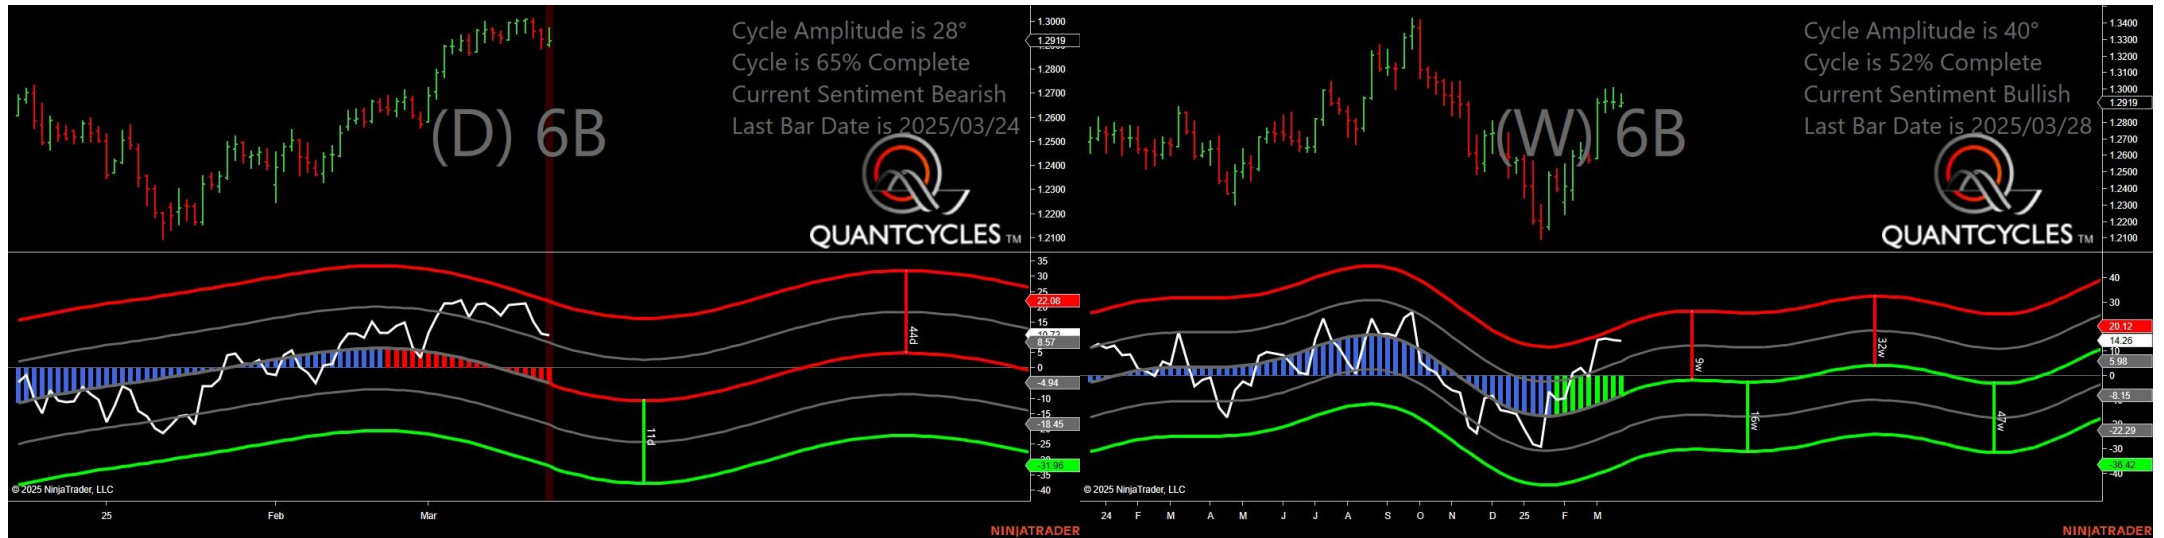 Cycle Amplitude is 28°
Cycle is 65% Complete
Current Sentiment Bearish
Last Bar Date is 2025/03/24
(D) 6B
QUANTCYCLES TM
1.3000
1.2919
1.2800
1.2700
1.2600
1.2500
1.2400
1.2300
1.2200
1.2100
35
30
25
22.08
15
8.57
5
0
-4.94
-10
-15
-18.45
-25
-31.96
-35
-40
44d
11d
© 2025 NinjaTrader, LLC
25
Feb
Mar
NINJATRADER
Cycle Amplitude is 40°
Cycle is 52% Complete
Current Sentiment Bullish
Last Bar Date is 2025/03/28
(W) 6B
QUANTCYCLES TM
1.3400
1.3300
1.3200
1.3100
1.3000
1.2919
1.2800
1.2700
1.2600
1.2500
1.2400
1.2300
1.2200
1.2100
40
30
20.12
14.26
10
5.98
0
-8.15
-22.29
-30
-36.42
-40
9w
32w
16w
47w
© 2025 NinjaTrader, LLC
24 F M A M J J A S O N D 25 F M
NINJATRADER